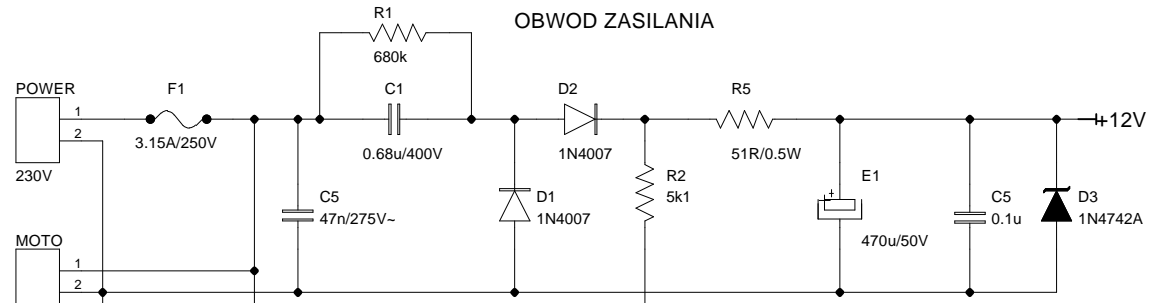 OBWOD ZASILANIA
R1
680k
POWER
F1
C1
D2
R5
1
2
+12V
3.15A/250V
0.68u/400V
1N4007
51R/0.5W
230V
R2
5k1
E1
C5
47n/275V~
D1
1N4007
C5
0.1u
D3
1N4742A
+
+
470u/50V
MOTO
1
2